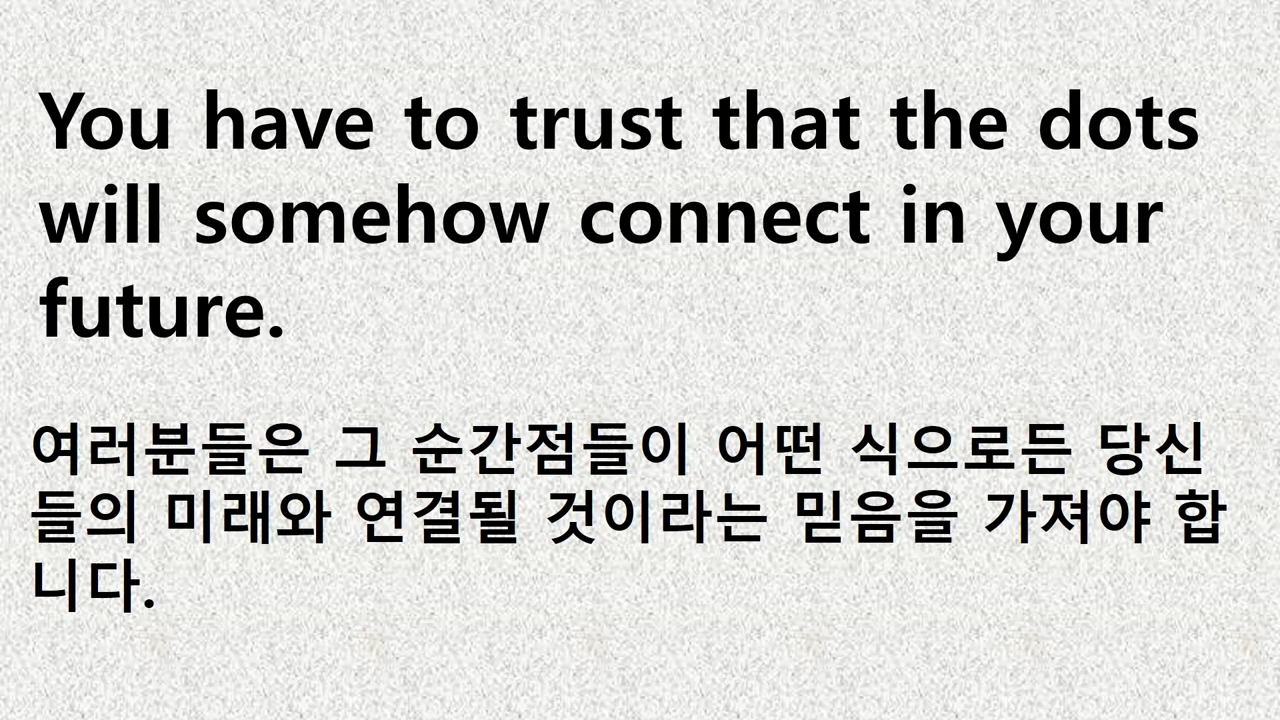 You have to trust that the dots
will somehow connect in your
future.
여러분들은 그 순간점들이 어떤 식으로든 당신
들의 미래와 연결될 것이라는 믿음을 가져야 합
니다.